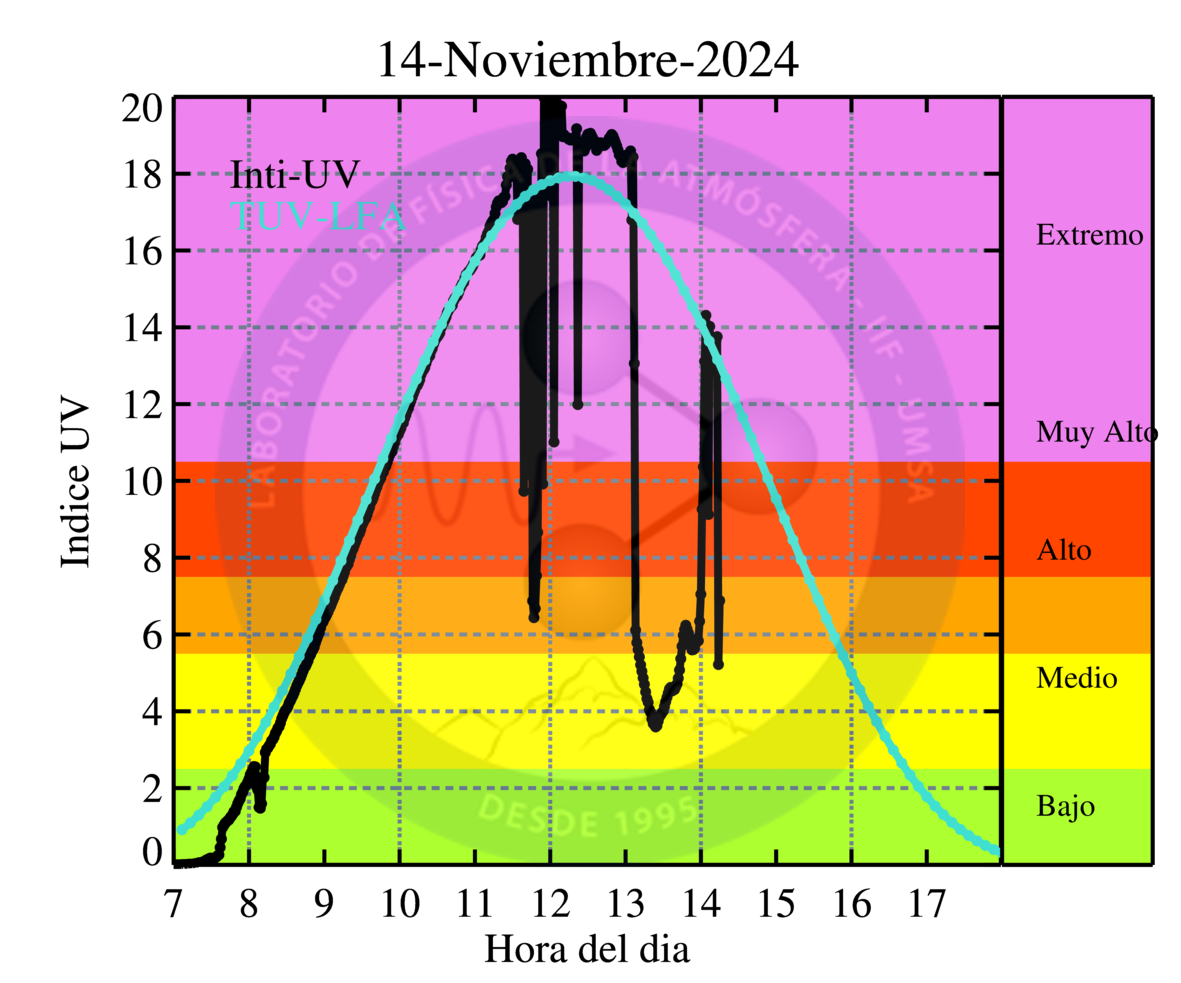 14-Noviembre-2024
Indice UV
20
18
16
14
12
10
8
6
4
2
0
Inti-UV
TUV-LFA
LABORATORIO DE FÍSICA DE LA ATMÓSFERA - IIF - UMSA
DESDE 1995
Extremo
Muy Alto
Alto
Medio
Bajo
7 8 9 10 11 12 13 14 15 16 17
Hora del dia